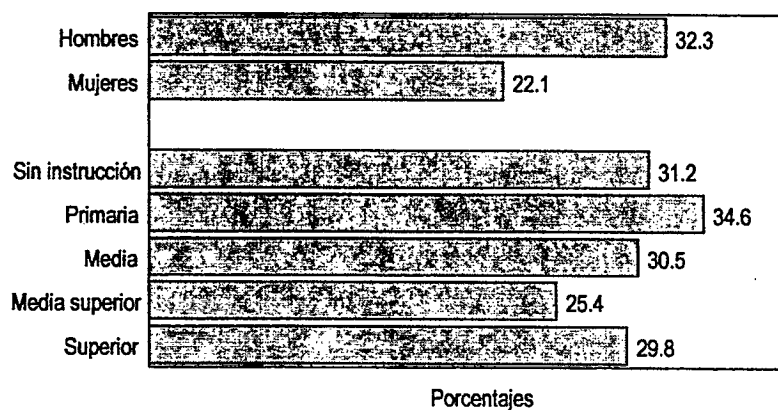 Hombres 32.3
Mujeres 22.1
Sin instrucción 31.2
Primaria 34.6
Media 30.5
Media superior 25.4
Superior 29.8
Porcentajes